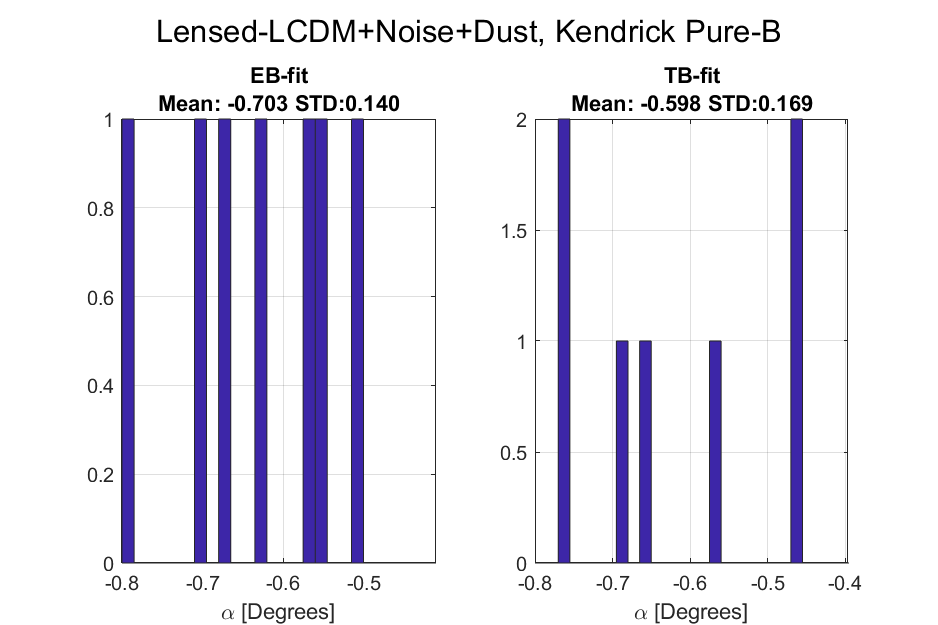 Lensed-LCDM+Noise+Dust, Kendrick Pure-B
EB-fit
Mean: -0.703 STD:0.140
1
0.8
0.6
0.4
0.2
0
-0.8 -0.7 -0.6 -0.5
α [Degrees]
TB-fit
Mean: -0.598 STD:0.169
2
1.5
1
0.5
0
-0.8 -0.7 -0.6 -0.5 -0.4
α [Degrees]